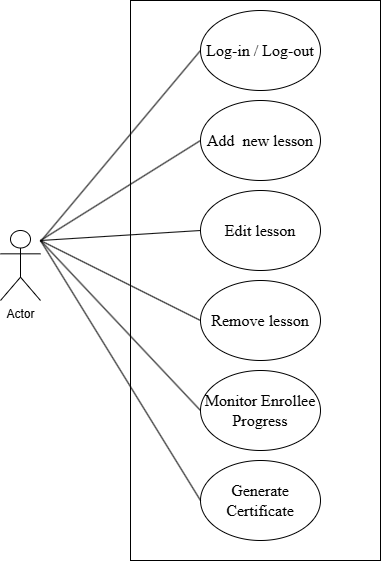 Log-in / Log-out
Add new lesson
Edit lesson
Actor
Remove lesson
Monitor Enrollee
Progress
Generate
Certificate